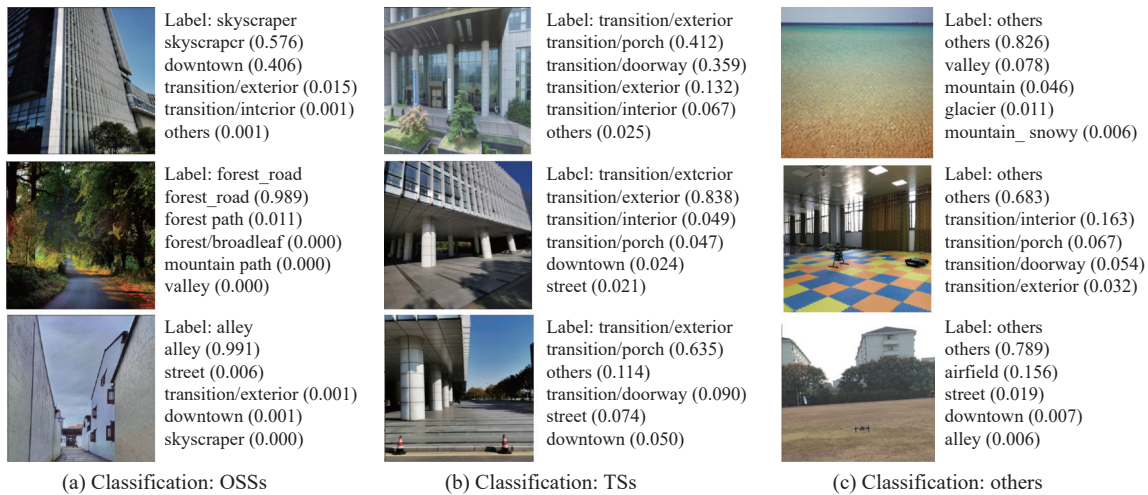 Label: skyscraper
skyscrapcr (0.576)
downtown (0.406)
transition/exterior (0.015)
transition/intcrior (0.001)
others (0.001)
Label: forest_road
forest_road (0.989)
forest path (0.011)
forest/broadleaf (0.000)
mountain path (0.000)
valley (0.000)
Label: alley
alley (0.991)
street (0.006)
transition/exterior (0.001)
downtown (0.001)
skyscraper (0.000)
(a) Classification: OSSs
Label: transition/exterior
transition/porch (0.412)
transition/doorway (0.359)
transition/exterior (0.132)
transition/interior (0.067)
others (0.025)
Label: transition/extcrior
transition/exterior (0.838)
transition/interior (0.049)
transition/porch (0.047)
downtown (0.024)
street (0.021)
Label: transition/exterior
transition/porch (0.635)
others (0.114)
transition/doorway (0.090)
street (0.074)
downtown (0.050)
(b) Classification: TSs
Label: others
others (0.826)
valley (0.078)
mountain (0.046)
glacier (0.011)
mountain_ snowy (0.006)
Label: others
others (0.683)
transition/interior (0.163)
transition/porch (0.067)
transition/doorway (0.054)
transition/exterior (0.032)
Label: others
others (0.789)
airfield (0.156)
street (0.019)
downtown (0.007)
alley (0.006)
(c) Classification: others